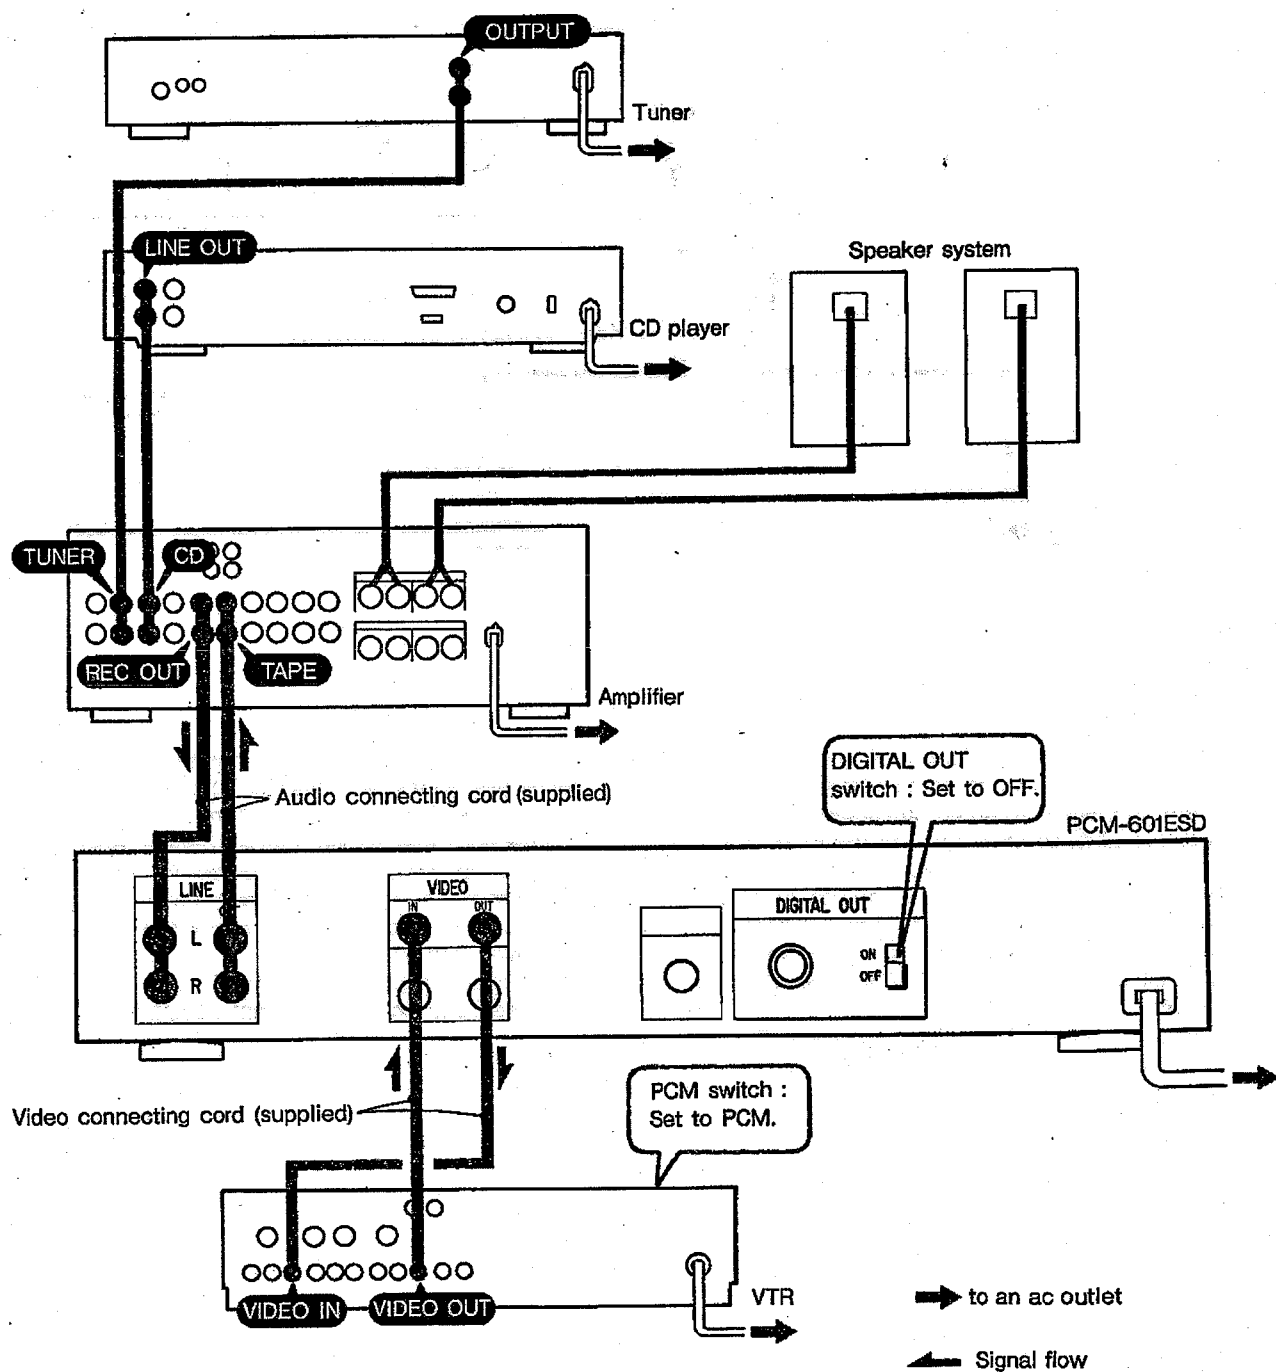 OUTPUT
Tuner
LINE OUT
CD player
Speaker system
TUNER
CD
REC OUT
TAPE
Amplifier
Audio connecting cord (supplied)
DIGITAL OUT
switch : Set to OFF.
PCM-601ESD
LINE
L
R
VIDEO
IN
OUT
DIGITAL OUT
ON
OFF
Video connecting cord (supplied)
PCM switch :
Set to PCM.
VIDEO IN
VIDEO OUT
VTR
to an ac outlet
Signal flow